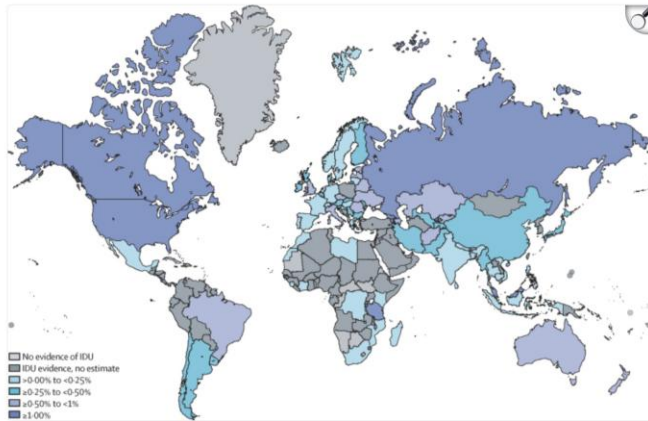 No evidence of IDU
IDU evidence, no estimate
>0·00% to <0·25%
≥0·25% to <0·50%
≥0·50% to <1%
≥1·00%